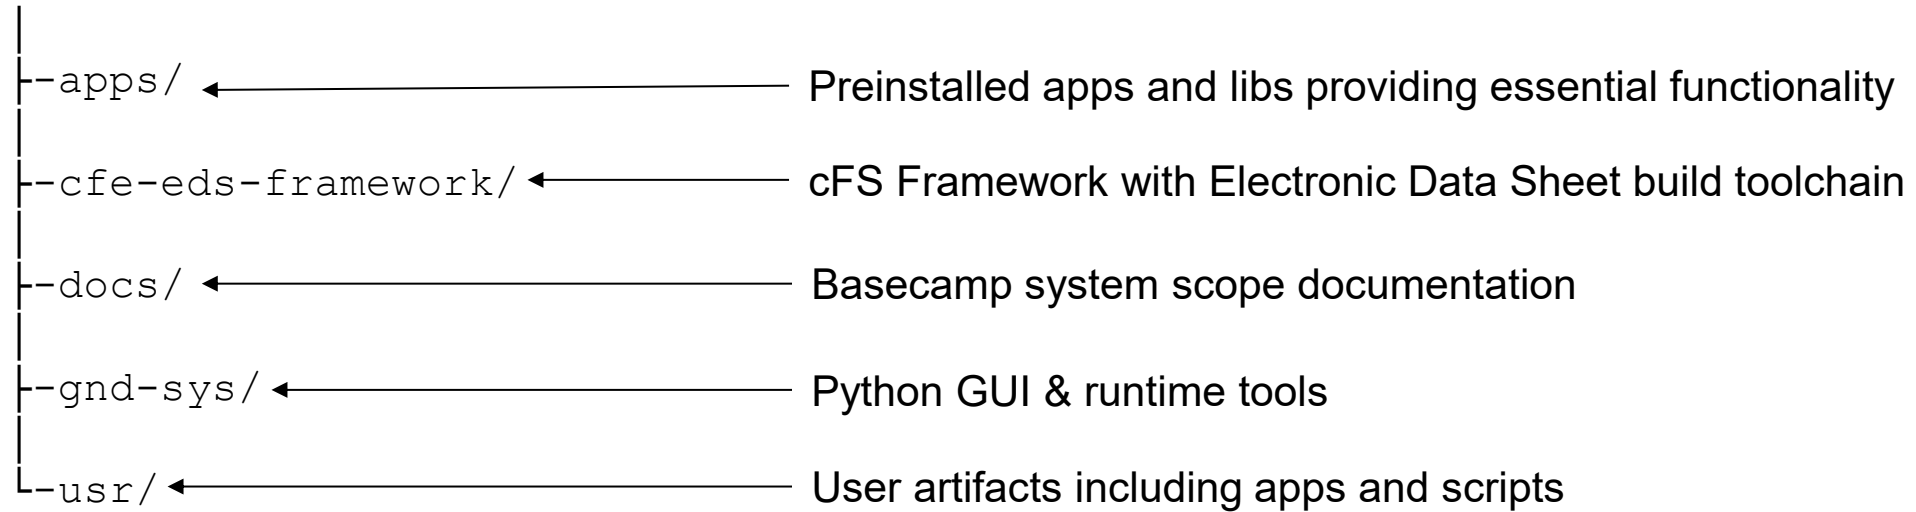 apps/ Preinstalled apps and libs providing essential functionality
cfe-eds-framework/ cFS Framework with Electronic Data Sheet build toolchain
docs/ Basecamp system scope documentation
gnd-sys/ Python GUI & runtime tools
usr/ User artifacts including apps and scripts